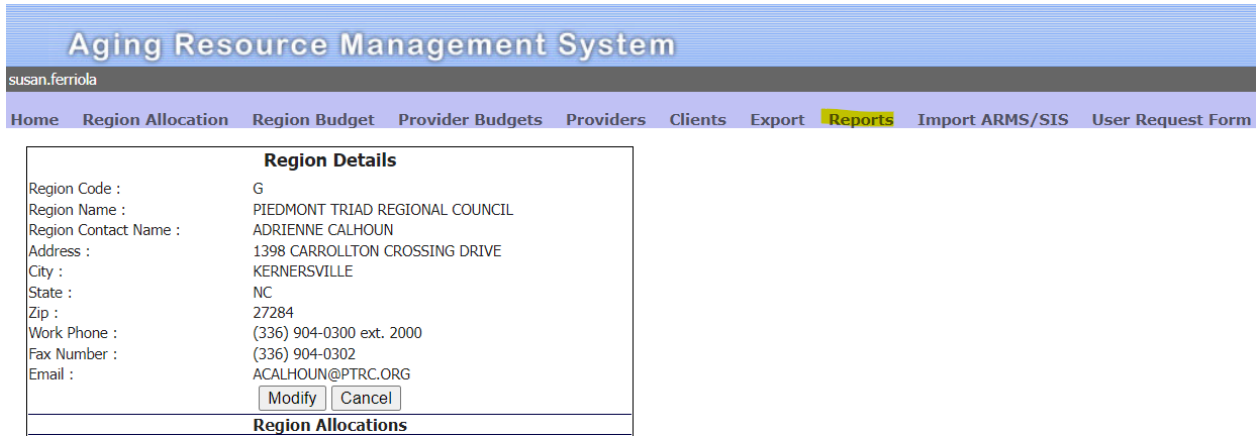 Aging Resource Management System
susan.ferriola
Home Region Allocation Region Budget Provider Budgets Providers Clients Export Reports Import ARMS/SIS User Request Form
Region Details
Region Code : G
Region Name : PIEDMONT TRIAD REGIONAL COUNCIL
Region Contact Name : ADRIENNE CALHOUN
Address : 1398 CARROLLTON CROSSING DRIVE
City : KERNERSVILLE
State : NC
Zip : 27284
Work Phone : (336) 904-0300 ext. 2000
Fax Number : (336) 904-0302
Email : ACALHOUN@PTRC.ORG
Modify Cancel
Region Allocations